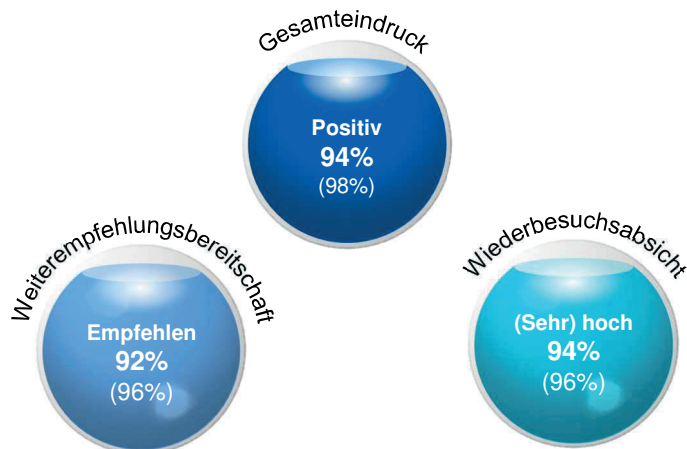 Gesamteindruck
Positiv
94%
(98%)
Weiterempfehlungsbereitschaft
Empfehlen
92%
(96%)
Wiederbesuchsabsicht
(Sehr) hoch
94%
(96%)